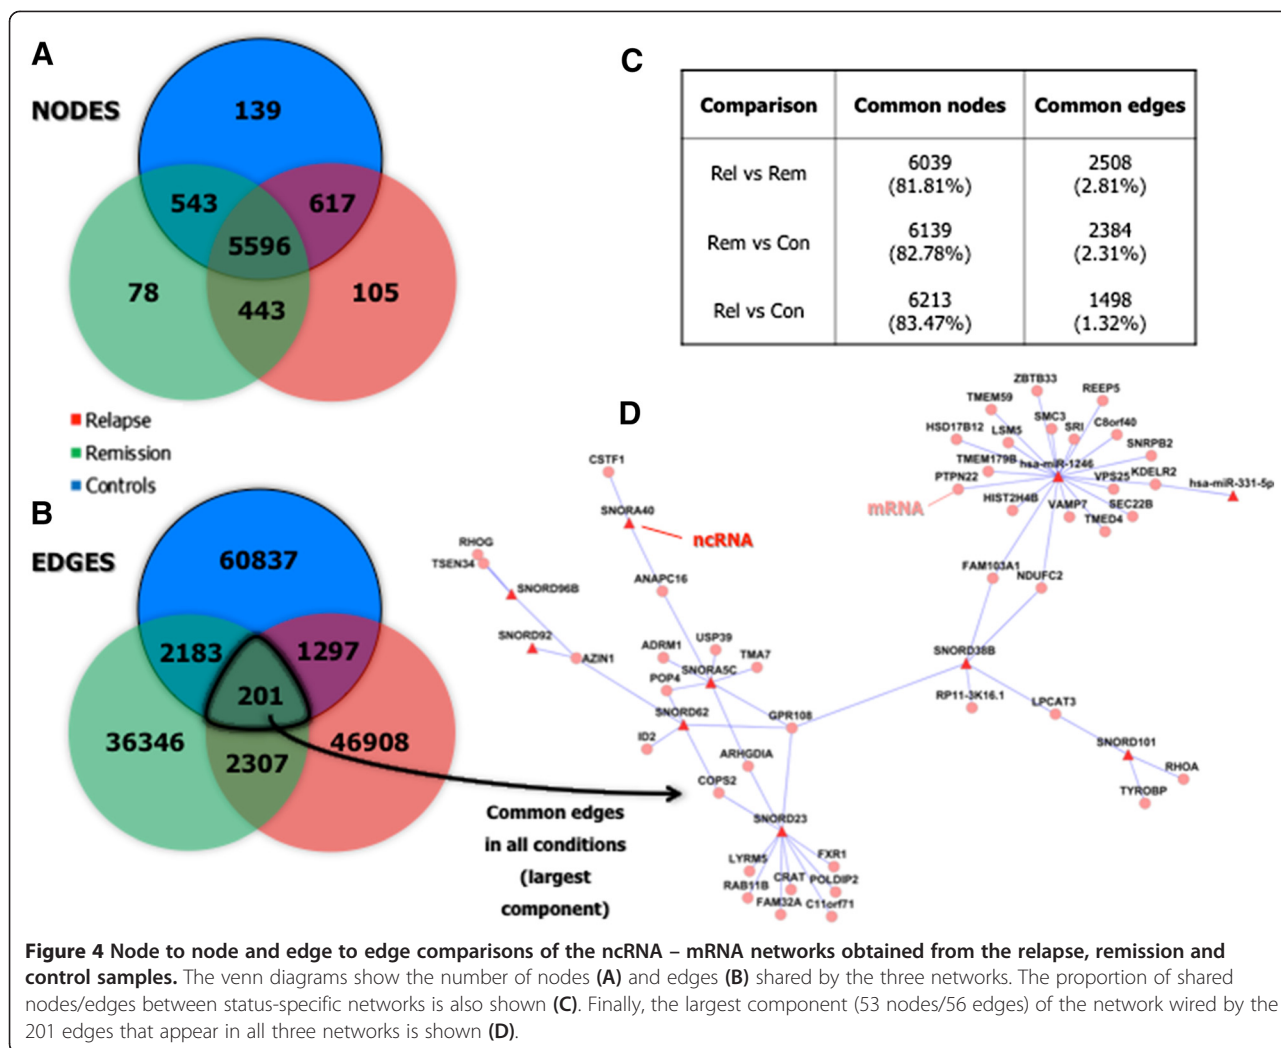 A
NODES
139
543
617
5596
78
443
105
Relapse
Remission
Controls
B
EDGES
60837
2183
1297
201
36346
2307
46908
Common edges
in all conditions
(largest
component)
C
Comparison Common nodes Common edges
Rel vs Rem 6039 (81.81%) 2508 (2.81%)
Rem vs Con 6139 (82.78%) 2384 (2.31%)
Rel vs Con 6213 (83.47%) 1498 (1.32%)
D
ZBTB33
REEP5
TMEM59
SMC3
C8orf40
HSD17B12
LSM5
SRI
SNRPB2
TMEM179B
hsa-miR-1246
KDELR2
PTPN22
VPS25
hsa-miR-331-5p
HIST2H4B
VAMP7
SEC22B
TMED4
mRNA
CSTF1
SNORA40
ncRNA
RHOG
TSEN34
SNORD96B
ANAPC16
FAM103A1
NDUFC2
SNORD92
AZIN1
ADRM1
USP39
TMA7
SNORA5C
POP4
SNORD38B
SNORD62
GPR108
RP11-3K16.1
LPCAT3
ID2
ARHGDIA
SNORD101
COPS2
RHOA
TYROBP
SNORD23
LYRM5
FXR1
RAB11B
CRAT
POLDIP2
FAM32A
C11orf71
Figure 4 Node to node and edge to edge comparisons of the ncRNA – mRNA networks obtained from the relapse, remission and
control samples. The venn diagrams show the number of nodes (A) and edges (B) shared by the three networks. The proportion of shared
nodes/edges between status-specific networks is also shown (C). Finally, the largest component (53 nodes/56 edges) of the network wired by the
201 edges that appear in all three networks is shown (D).